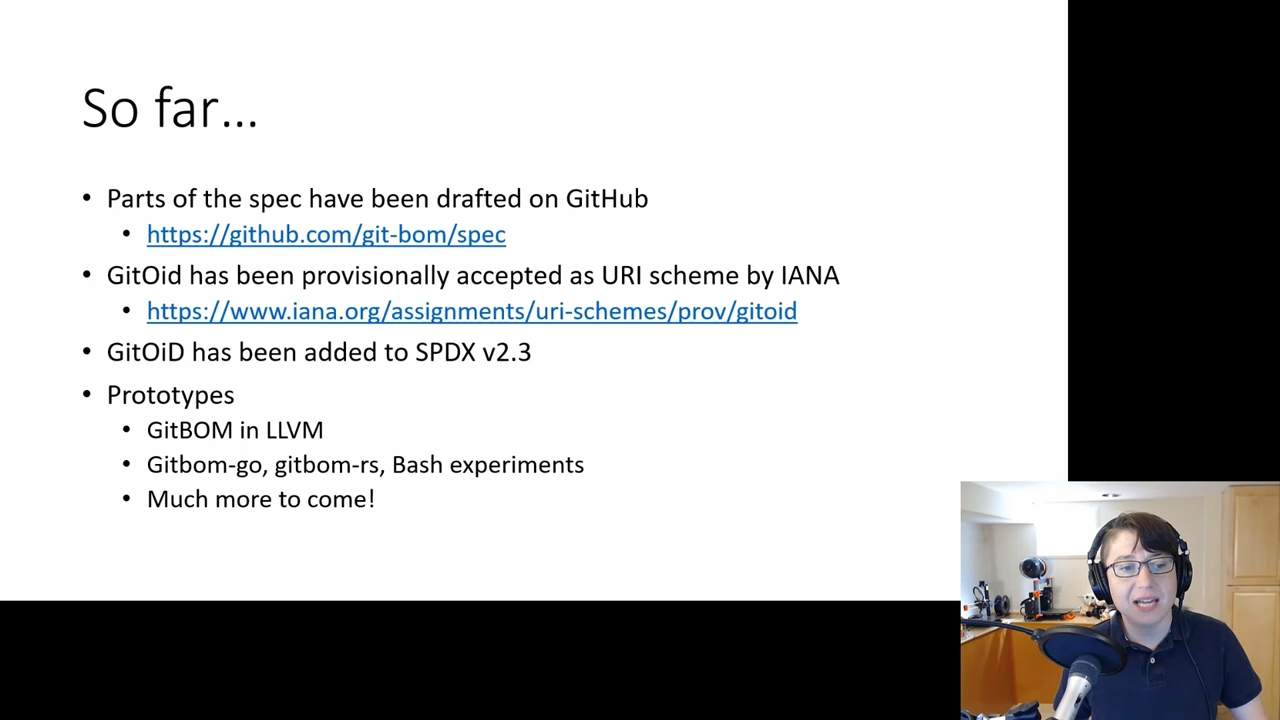 So far...
• Parts of the spec have been drafted on GitHub
• https://github.com/git-bom/spec
• GitOid has been provisionally accepted as URI scheme by IANA
• https://www.iana.org/assignments/uri-schemes/prov/gitoid
• GitOiD has been added to SPDX v2.3
• Prototypes
• GitBOM in LLVM
• Gitbom-go, gitbom-rs, Bash experiments
• Much more to come!